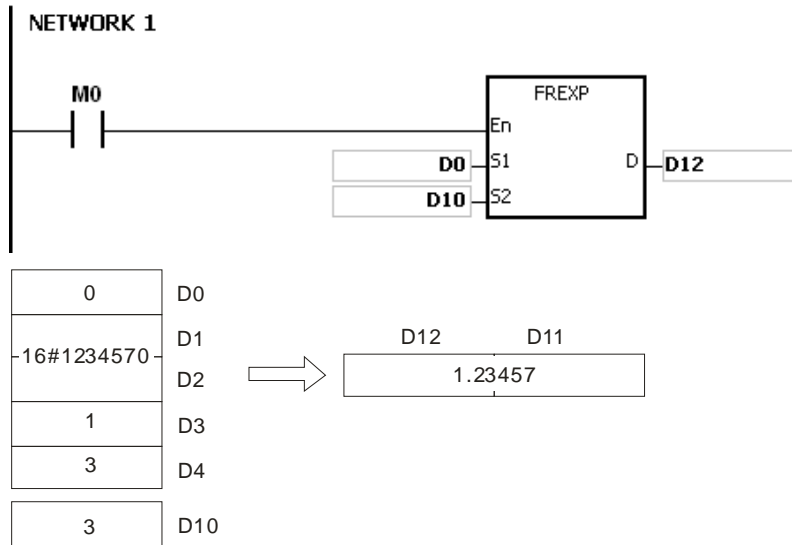 NETWORK 1
M0
FREXP
En
D0 S1 D D12
D10 S2
0 D0
16#1234570 D1
D2
D12 D11
1.23457
1 D3
3 D4
3 D10